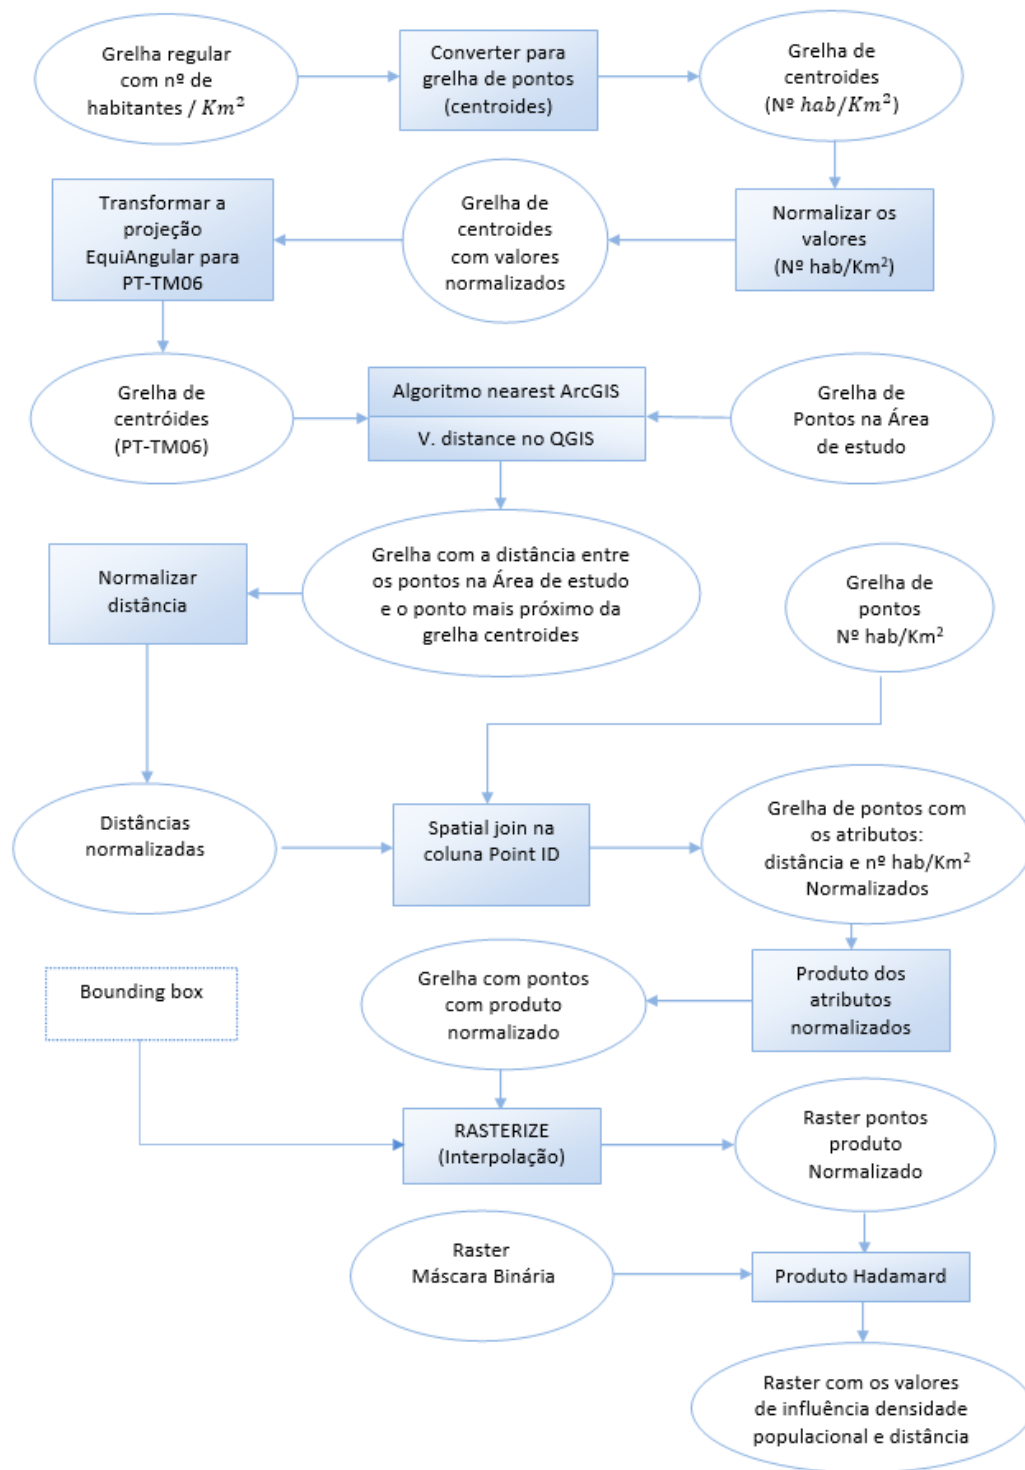 Grelha regular
com nº de
habitantes / Km²
Converter para
grelha de pontos
(centroides)
Grelha de
centroides
(Nº hab/Km²)
Transformar a
projeção
EquiAngular para
PT-TM06
Grelha de
centroides
com valores
normalizados
Normalizar os
valores
(Nº hab/Km²)
Grelha de
centróides
(PT-TM06)
Algoritmo nearest ArcGIS
V. distance no QGIS
Grelha de
Pontos na Área
de estudo
Normalizar
distância
Grelha com a distância entre
os pontos na Área de estudo
e o ponto mais próximo da
grelha centroides
Grelha de
pontos
Nº hab/Km²
Distâncias
normalizadas
Spatial join na
coluna Point ID
Grelha de pontos com
os atributos:
distância e nº hab/Km²
Normalizados
Bounding box
Grelha com pontos
com produto
normalizado
Produto dos
atributos
normalizados
RASTERIZE
(Interpolação)
Raster pontos
produto
Normalizado
Raster
Máscara Binária
Produto Hadamard
Raster com os valores
de influência densidade
populacional e distância